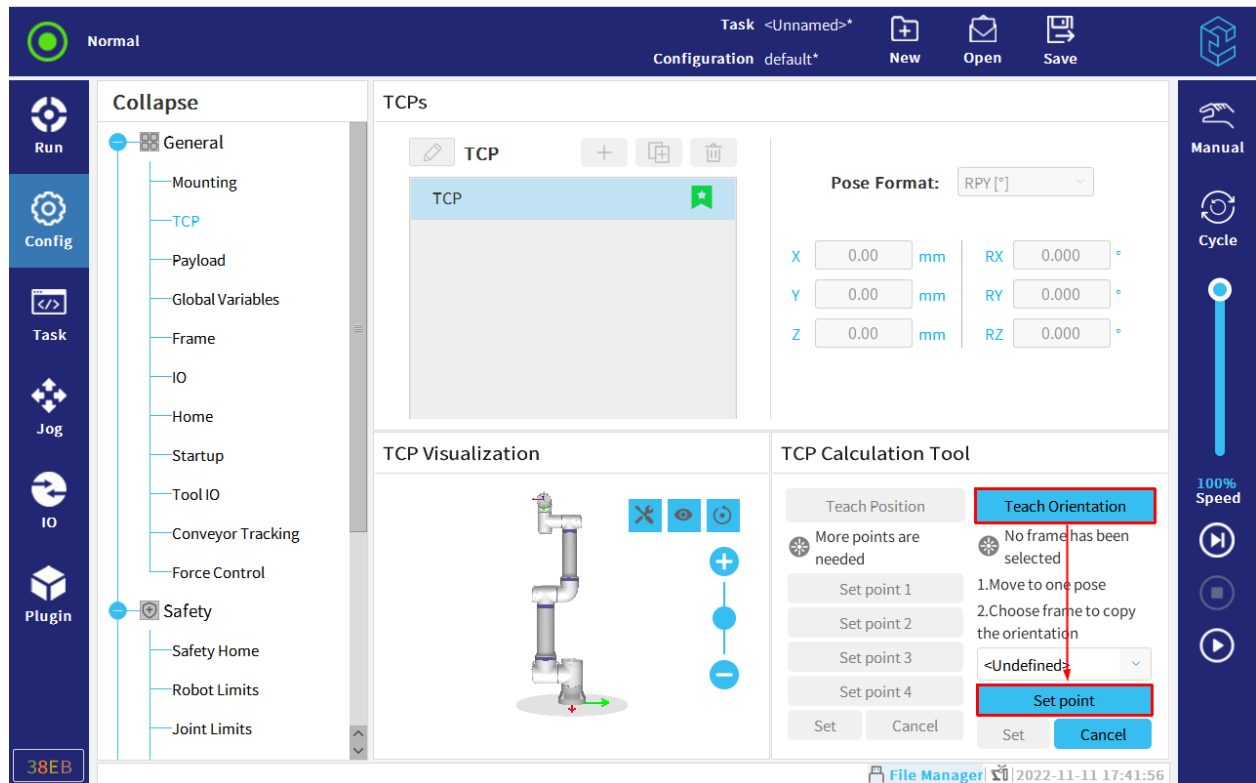 Normal
Task <Unnamed>*
Configuration default*
New
Open
Save
Run
Config
Task
Jog
IO
Plugin
38EB
Collapse
General
Mounting
TCP
Payload
Global Variables
Frame
IO
Home
Startup
Tool IO
Conveyor Tracking
Force Control
Safety
Safety Home
Robot Limits
Joint Limits
TCPs
TCP
TCP
Pose Format: RPY [°]
X 0.00 mm RX 0.000 °
Y 0.00 mm RY 0.000 °
Z 0.00 mm RZ 0.000 °
TCP Visualization
TCP Calculation Tool
Teach Position
More points are
needed
Set point 1
Set point 2
Set point 3
Set point 4
Set Cancel
Teach Orientation
No frame has been
selected
1.Move to one pose
2.Choose frame to copy
the orientation
<Undefined>
Set point
Set Cancel
Manual
Cycle
100%
Speed
File Manager 2022-11-11 17:41:56